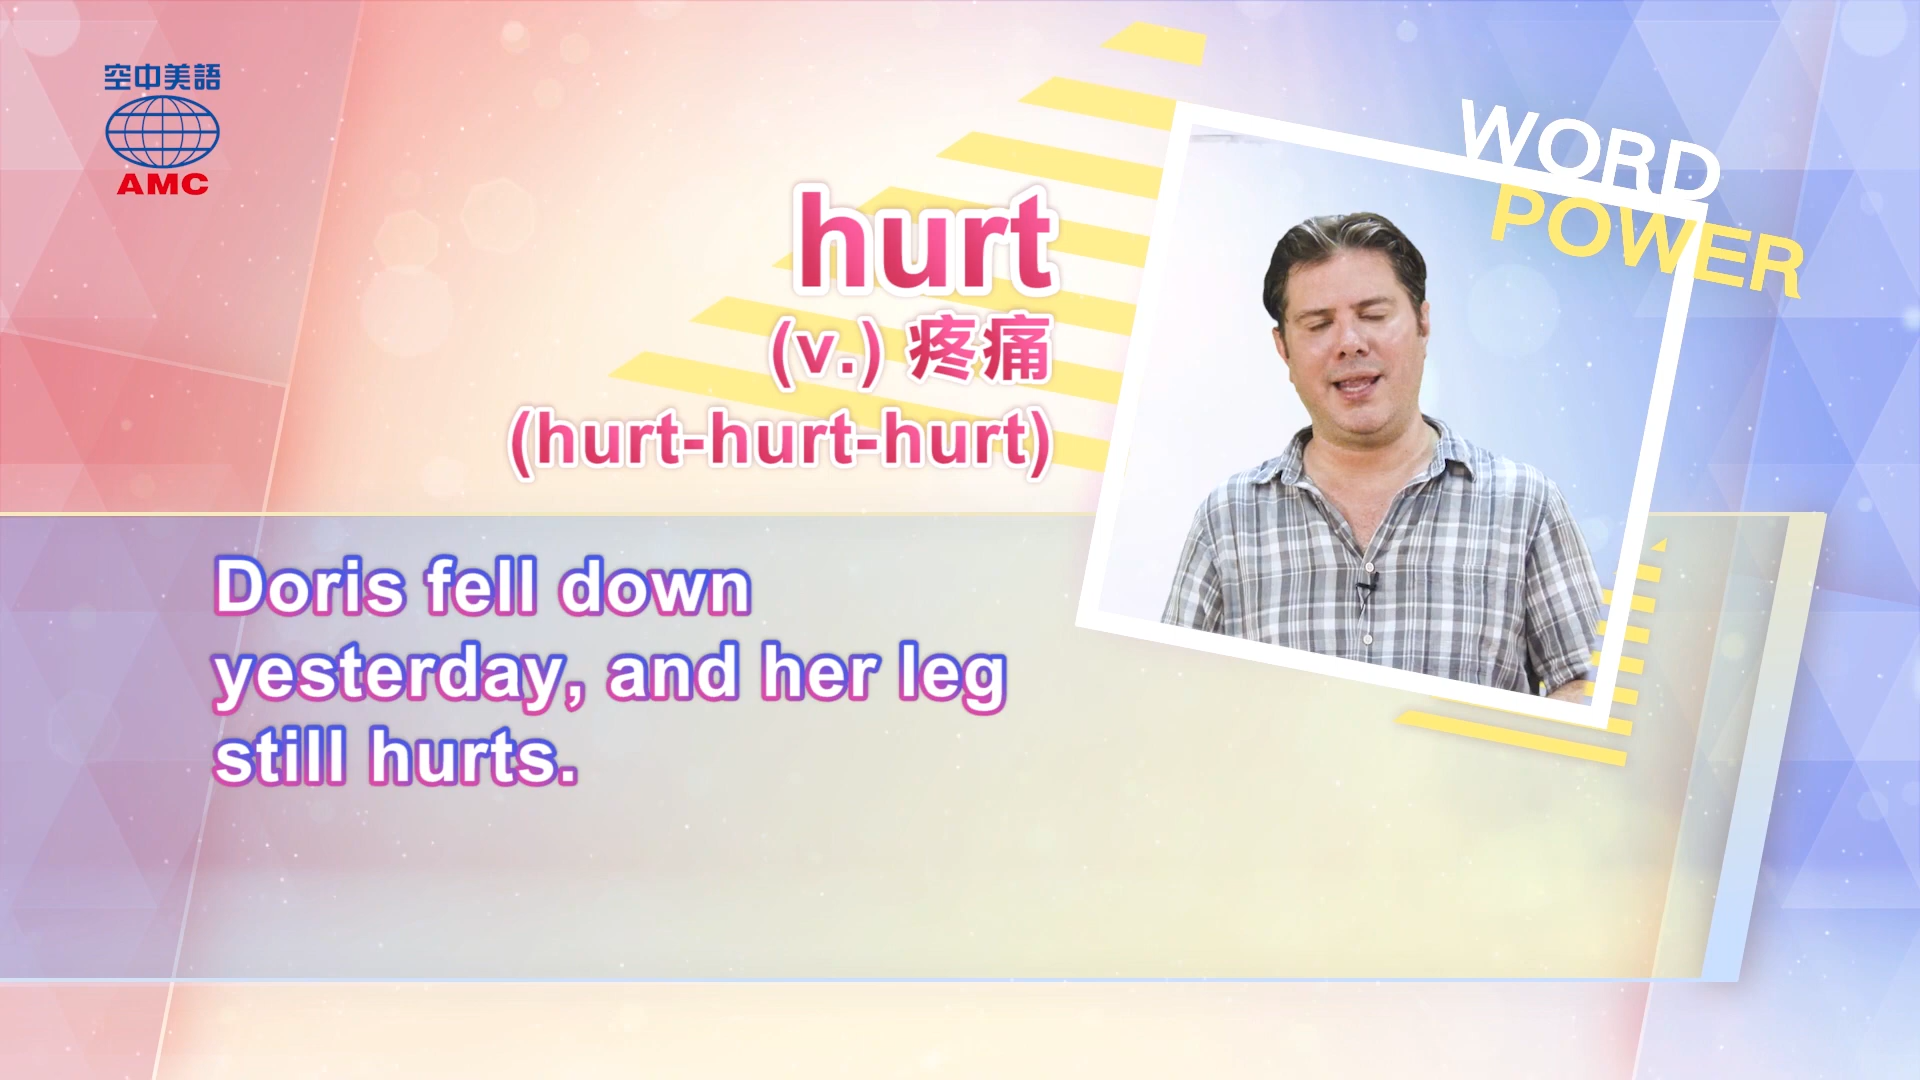 空中美語
AMC
WORD
POWER
hurt
(v.) 疼痛
(hurt-hurt-hurt)
Doris fell down
yesterday, and her leg
still hurts.